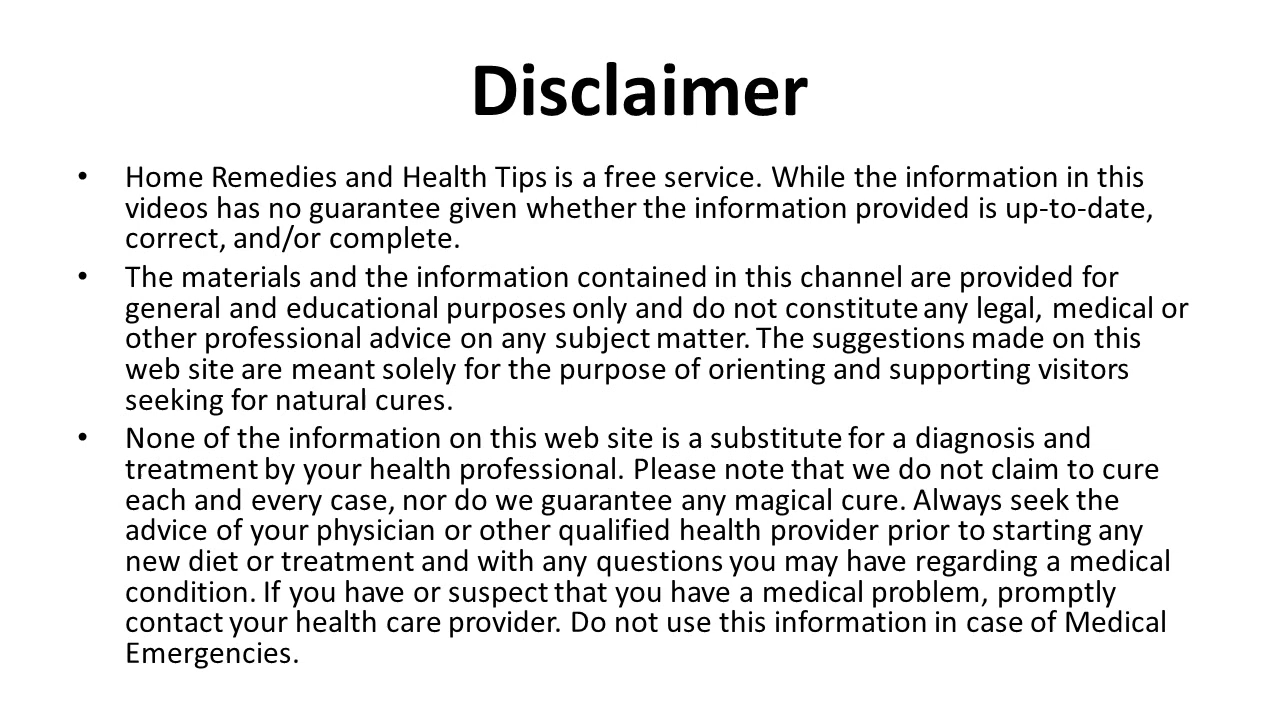 Disclaimer
• Home Remedies and Health Tips is a free service. While the information in this
videos has no guarantee given whether the information provided is up-to-date,
correct, and/or complete.
• The materials and the information contained in this channel are provided for
general and educational purposes only and do not constitute any legal, medical or
other professional advice on any subject matter. The suggestions made on this
web site are meant solely for the purpose of orienting and supporting visitors
seeking for natural cures.
• None of the information on this web site is a substitute for a diagnosis and
treatment by your health professional. Please note that we do not claim to cure
each and every case, nor do we guarantee any magical cure. Always seek the
advice of your physician or other qualified health provider prior to starting any
new diet or treatment and with any questions you may have regarding a medical
condition. If you have or suspect that you have a medical problem, promptly
contact your health care provider. Do not use this information in case of Medical
Emergencies.